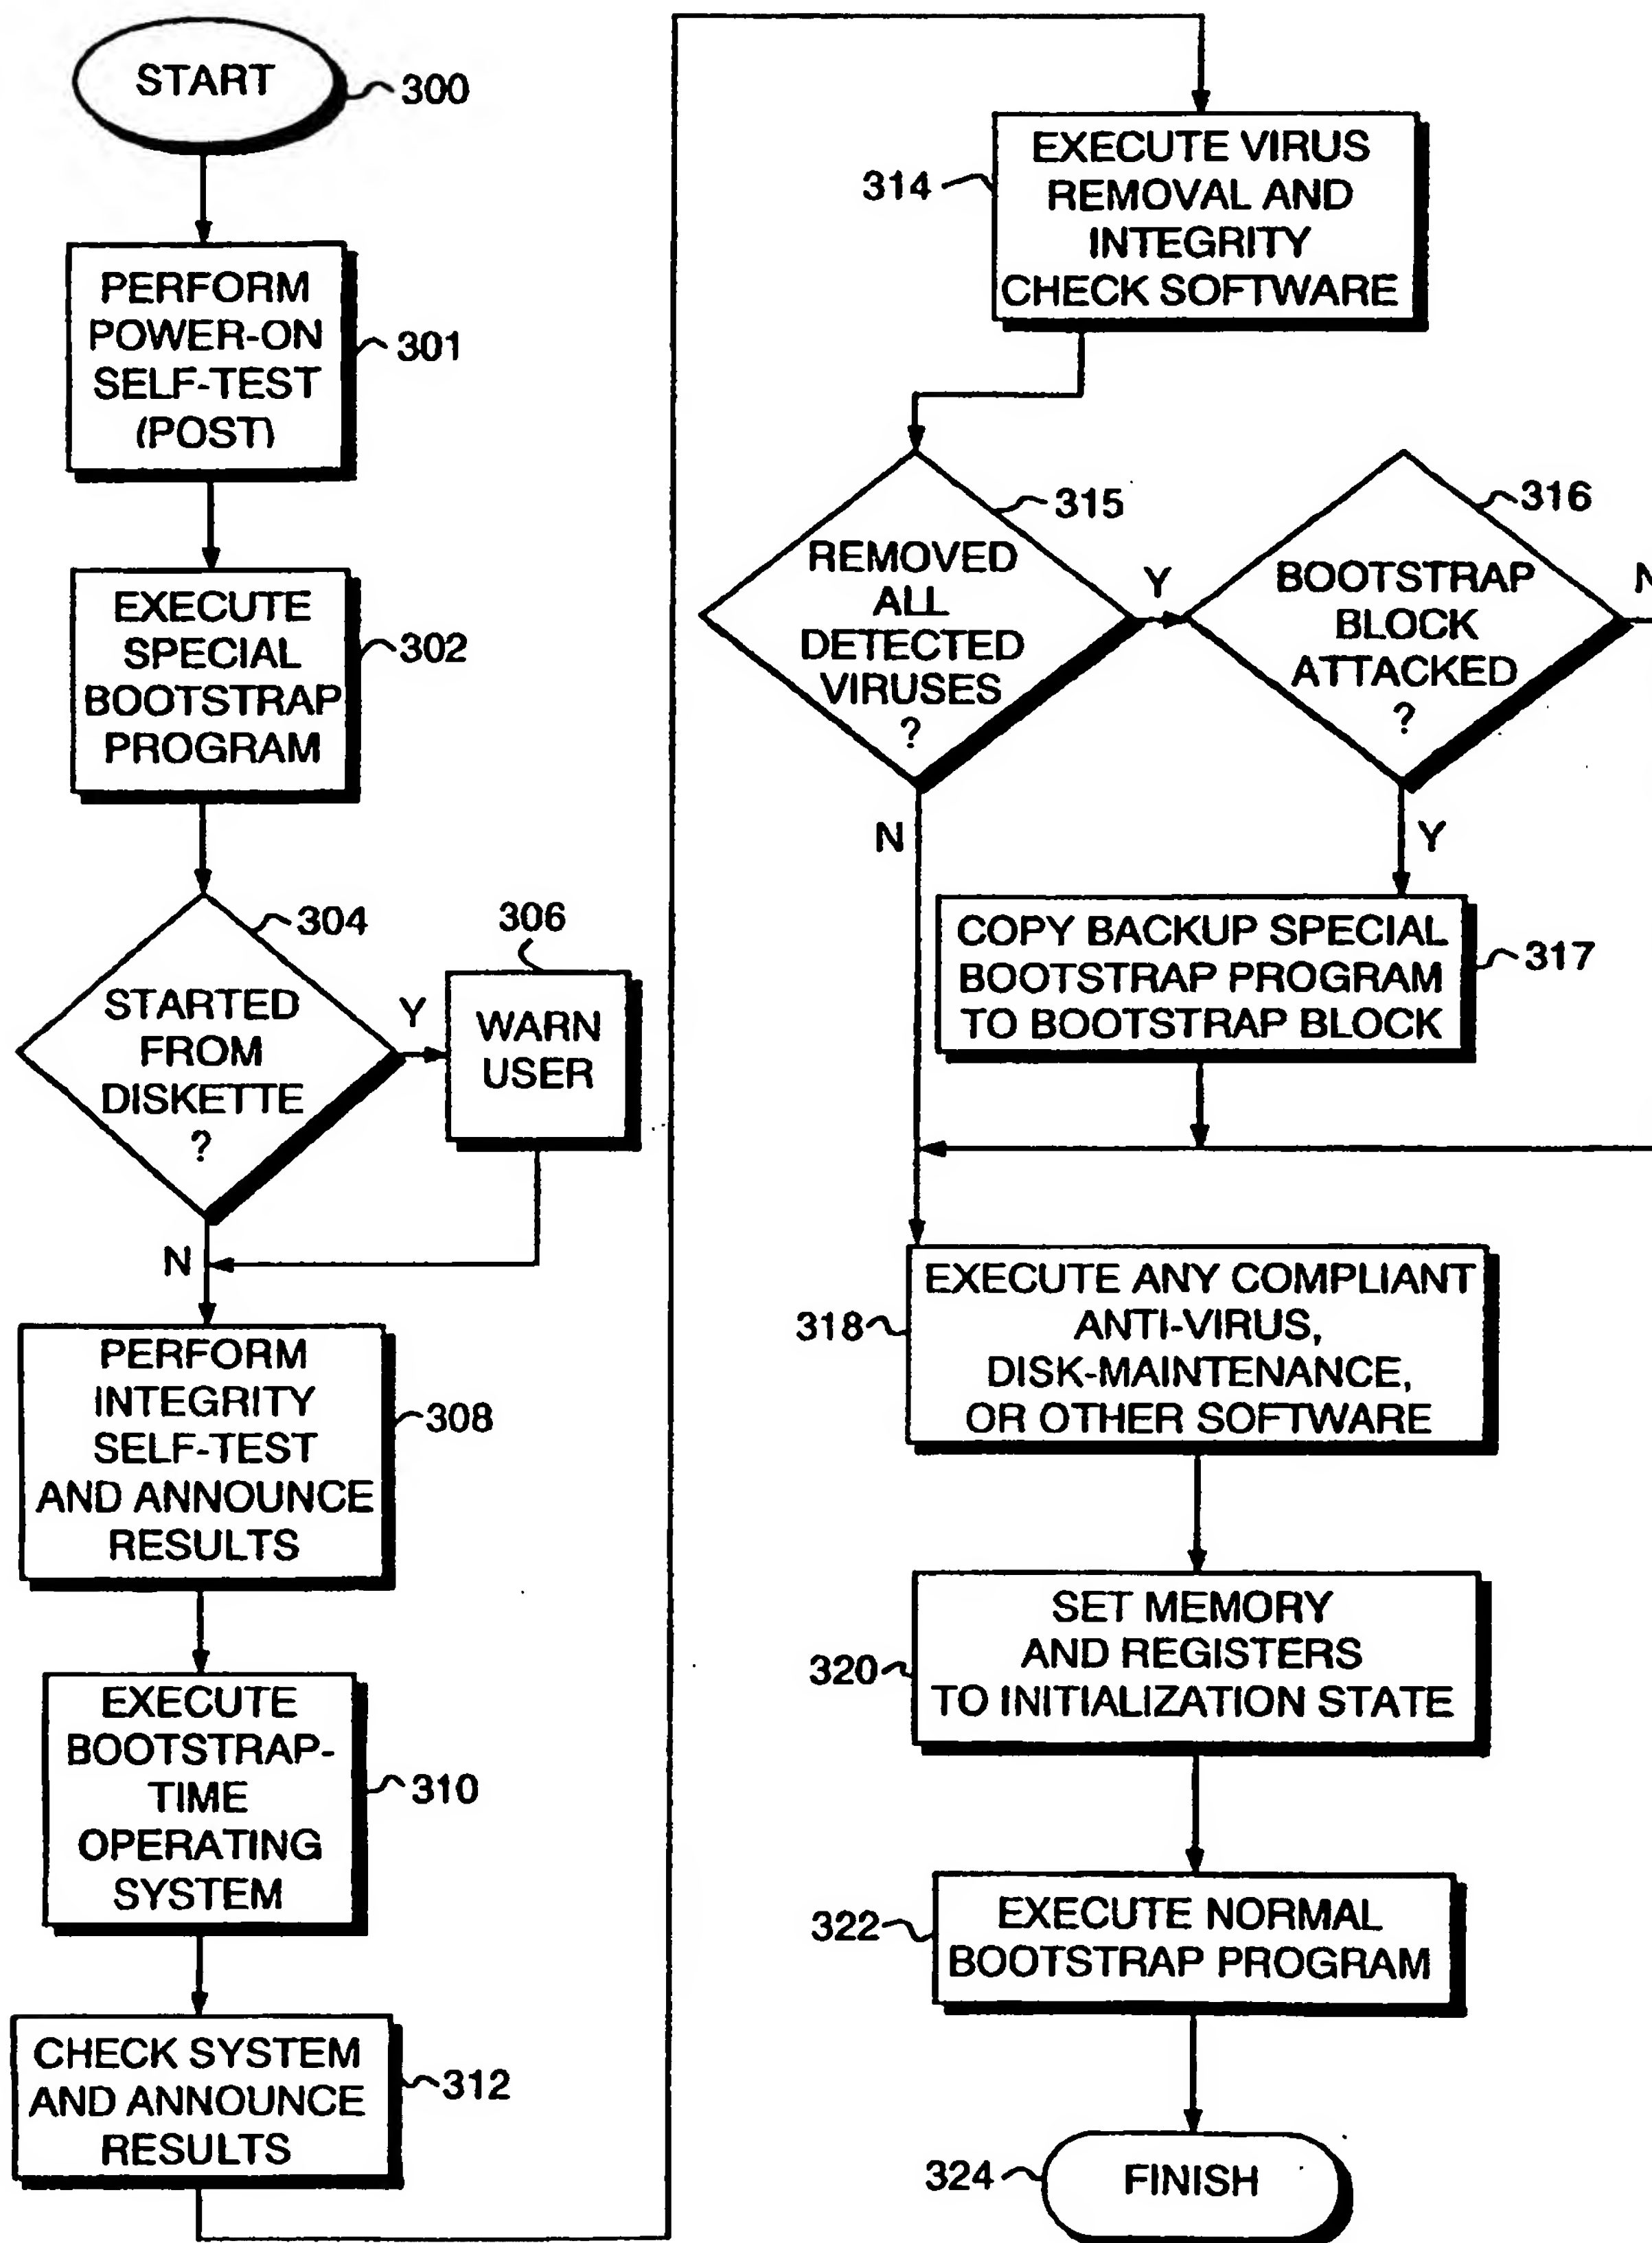 START
300
PERFORM
POWER-ON
SELF-TEST
(POST)
301
EXECUTE
SPECIAL
BOOTSTRAP
PROGRAM
302
304
STARTED
FROM
DISKETTE
?
Y
306
WARN
USER
N
PERFORM
INTEGRITY
SELF-TEST
AND ANNOUNCE
RESULTS
308
EXECUTE
BOOTSTRAP-
TIME
OPERATING
SYSTEM
310
CHECK SYSTEM
AND ANNOUNCE
RESULTS
312
314
EXECUTE VIRUS
REMOVAL AND
INTEGRITY
CHECK SOFTWARE
315
REMOVED
ALL
DETECTED
VIRUSES
?
Y
N
316
BOOTSTRAP
BLOCK
ATTACKED
?
N
Y
COPY BACKUP SPECIAL
BOOTSTRAP PROGRAM
TO BOOTSTRAP BLOCK
317
318
EXECUTE ANY COMPLIANT
ANTI-VIRUS,
DISK-MAINTENANCE,
OR OTHER SOFTWARE
320
SET MEMORY
AND REGISTERS
TO INITIALIZATION STATE
322
EXECUTE NORMAL
BOOTSTRAP PROGRAM
324
FINISH